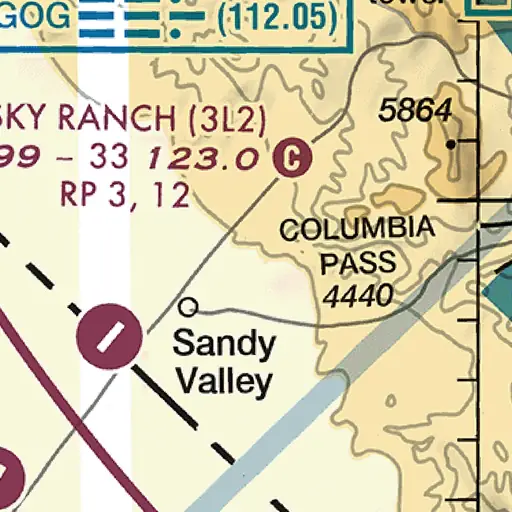 GOG (112.05)
SKY RANCH (3L2)
99 - 33 123.0 C
RP 3, 12
5864
COLUMBIA
PASS
4440
Sandy
Valley